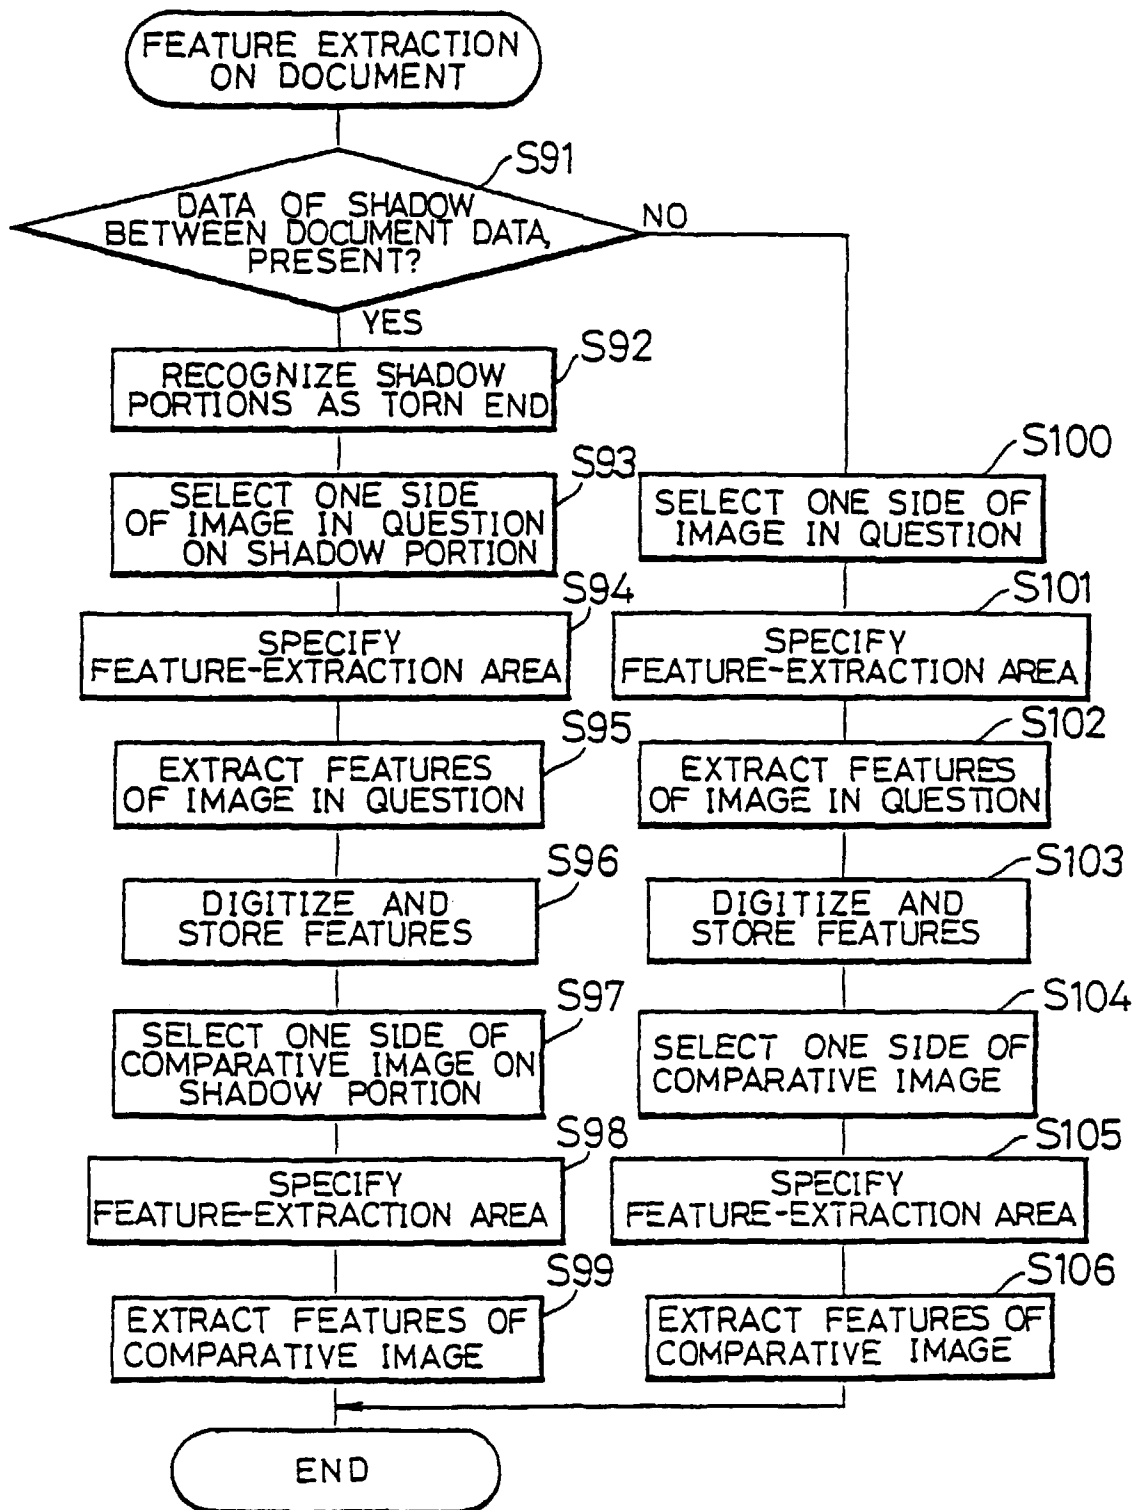 FEATURE EXTRACTION
ON DOCUMENT
S91
DATA OF SHADOW
BETWEEN DOCUMENT DATA,
PRESENT?
NO
YES
S92
RECOGNIZE SHADOW
PORTIONS AS TORN END
S93
SELECT ONE SIDE
OF IMAGE IN QUESTION
ON SHADOW PORTION
S94
SPECIFY
FEATURE-EXTRACTION AREA
S95
EXTRACT FEATURES
OF IMAGE IN QUESTION
S96
DIGITIZE AND
STORE FEATURES
S97
SELECT ONE SIDE OF
COMPARATIVE IMAGE ON
SHADOW PORTION
S98
SPECIFY
FEATURE-EXTRACTION AREA
S99
EXTRACT FEATURES OF
COMPARATIVE IMAGE
S100
SELECT ONE SIDE OF
IMAGE IN QUESTION
S101
SPECIFY
FEATURE-EXTRACTION AREA
S102
EXTRACT FEATURES
OF IMAGE IN QUESTION
S103
DIGITIZE AND
STORE FEATURES
S104
SELECT ONE SIDE OF
COMPARATIVE IMAGE
S105
SPECIFY
FEATURE-EXTRACTION AREA
S106
EXTRACT FEATURES OF
COMPARATIVE IMAGE
END